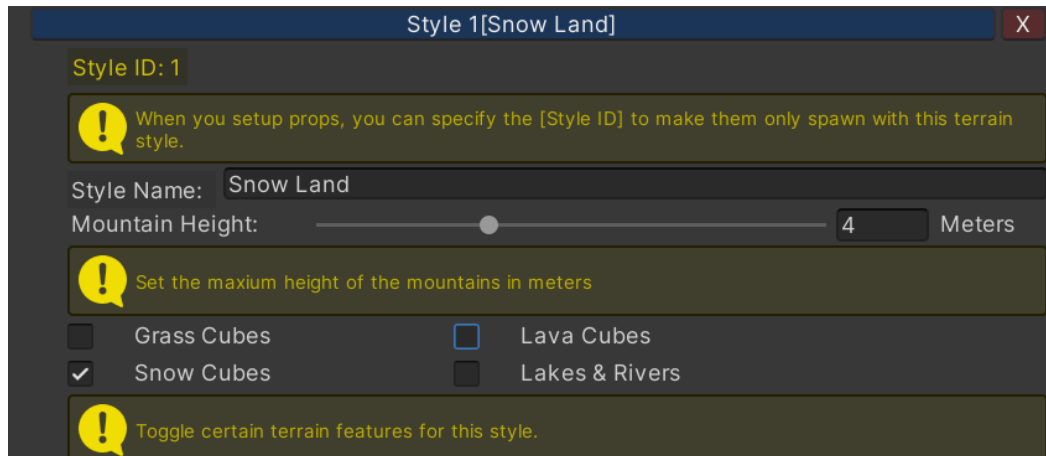 Style 1[Snow Land]
X
Style ID: 1
When you setup props, you can specify the [Style ID] to make them only spawn with this terrain
style.
Style Name: Snow Land
Mountain Height: 4 Meters
Set the maxium height of the mountains in meters
Grass Cubes Lava Cubes
Snow Cubes Lakes & Rivers
Toggle certain terrain features for this style.